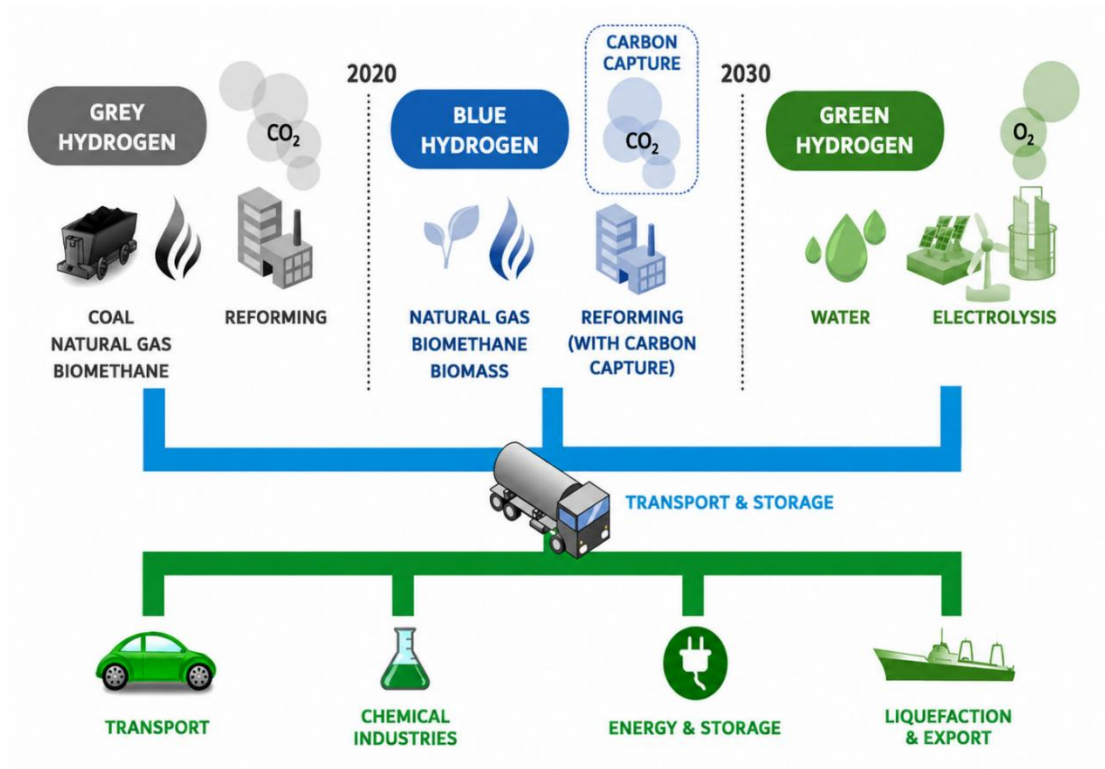 GREY
HYDROGEN
CO₂
2020
BLUE
HYDROGEN
CARBON
CAPTURE
CO₂
2030
GREEN
HYDROGEN
O₂
COAL
NATURAL GAS
BIOMETHANE
REFORMING
NATURAL GAS
BIOMETHANE
BIOMASS
REFORMING
(WITH CARBON
CAPTURE)
WATER
ELECTROLYSIS
TRANSPORT & STORAGE
TRANSPORT
CHEMICAL
INDUSTRIES
ENERGY & STORAGE
LIQUEFACTION
& EXPORT